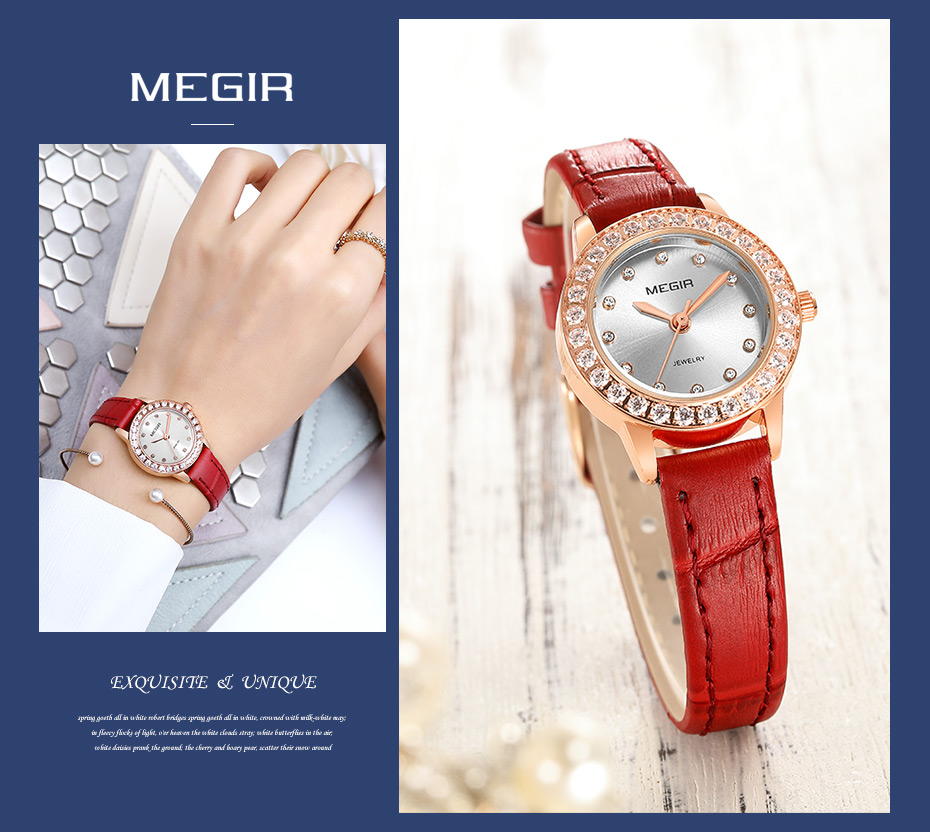 MEGIR
MEGIR
JEWELRY
MEGIR
EXQUISITE & UNIQUE
spring goeth all in white robert bridges spring goeth all in white, crowned with milk-white may;
in fleecy flocks of light, o'er heaven the white clouds stray; white butterflies in the air;
white daisies prank the ground; the cherry and hoary pear, scatter their snow around